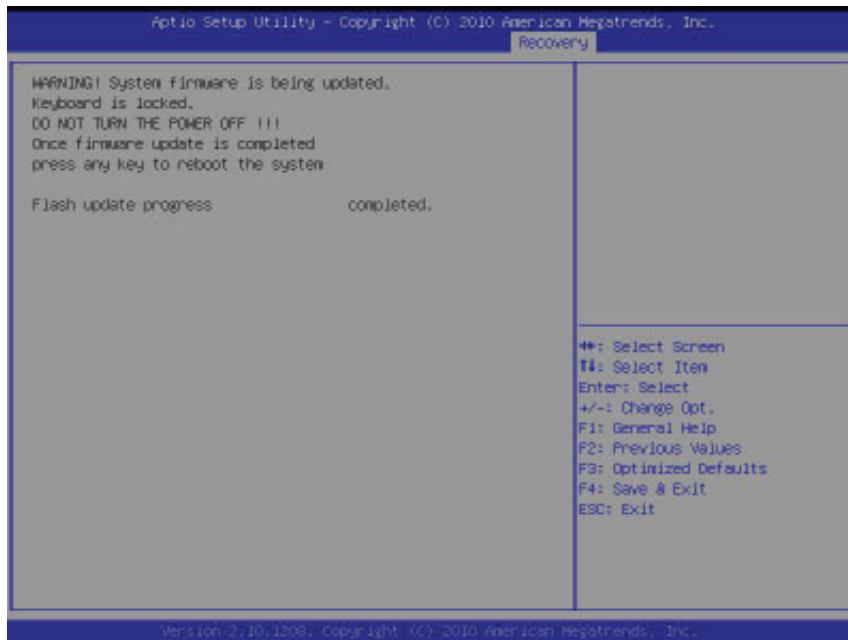 Aptio Setup Utility - Copyright (C) 2010 American Megatrends, Inc.
Recovery
WARNING! System firmware is being updated.
Keyboard is locked.
DO NOT TURN THE POWER OFF !!!
Once firmware update is completed
press any key to reboot the system
Flash update progress completed.
→←: Select Screen
↑↓: Select Item
Enter: Select
+/-: Change Opt.
F1: General Help
F2: Previous Values
F3: Optimized Defaults
F4: Save & Exit
ESC: Exit
Version 2.10.1208. Copyright (C) 2010 American Megatrends, Inc.